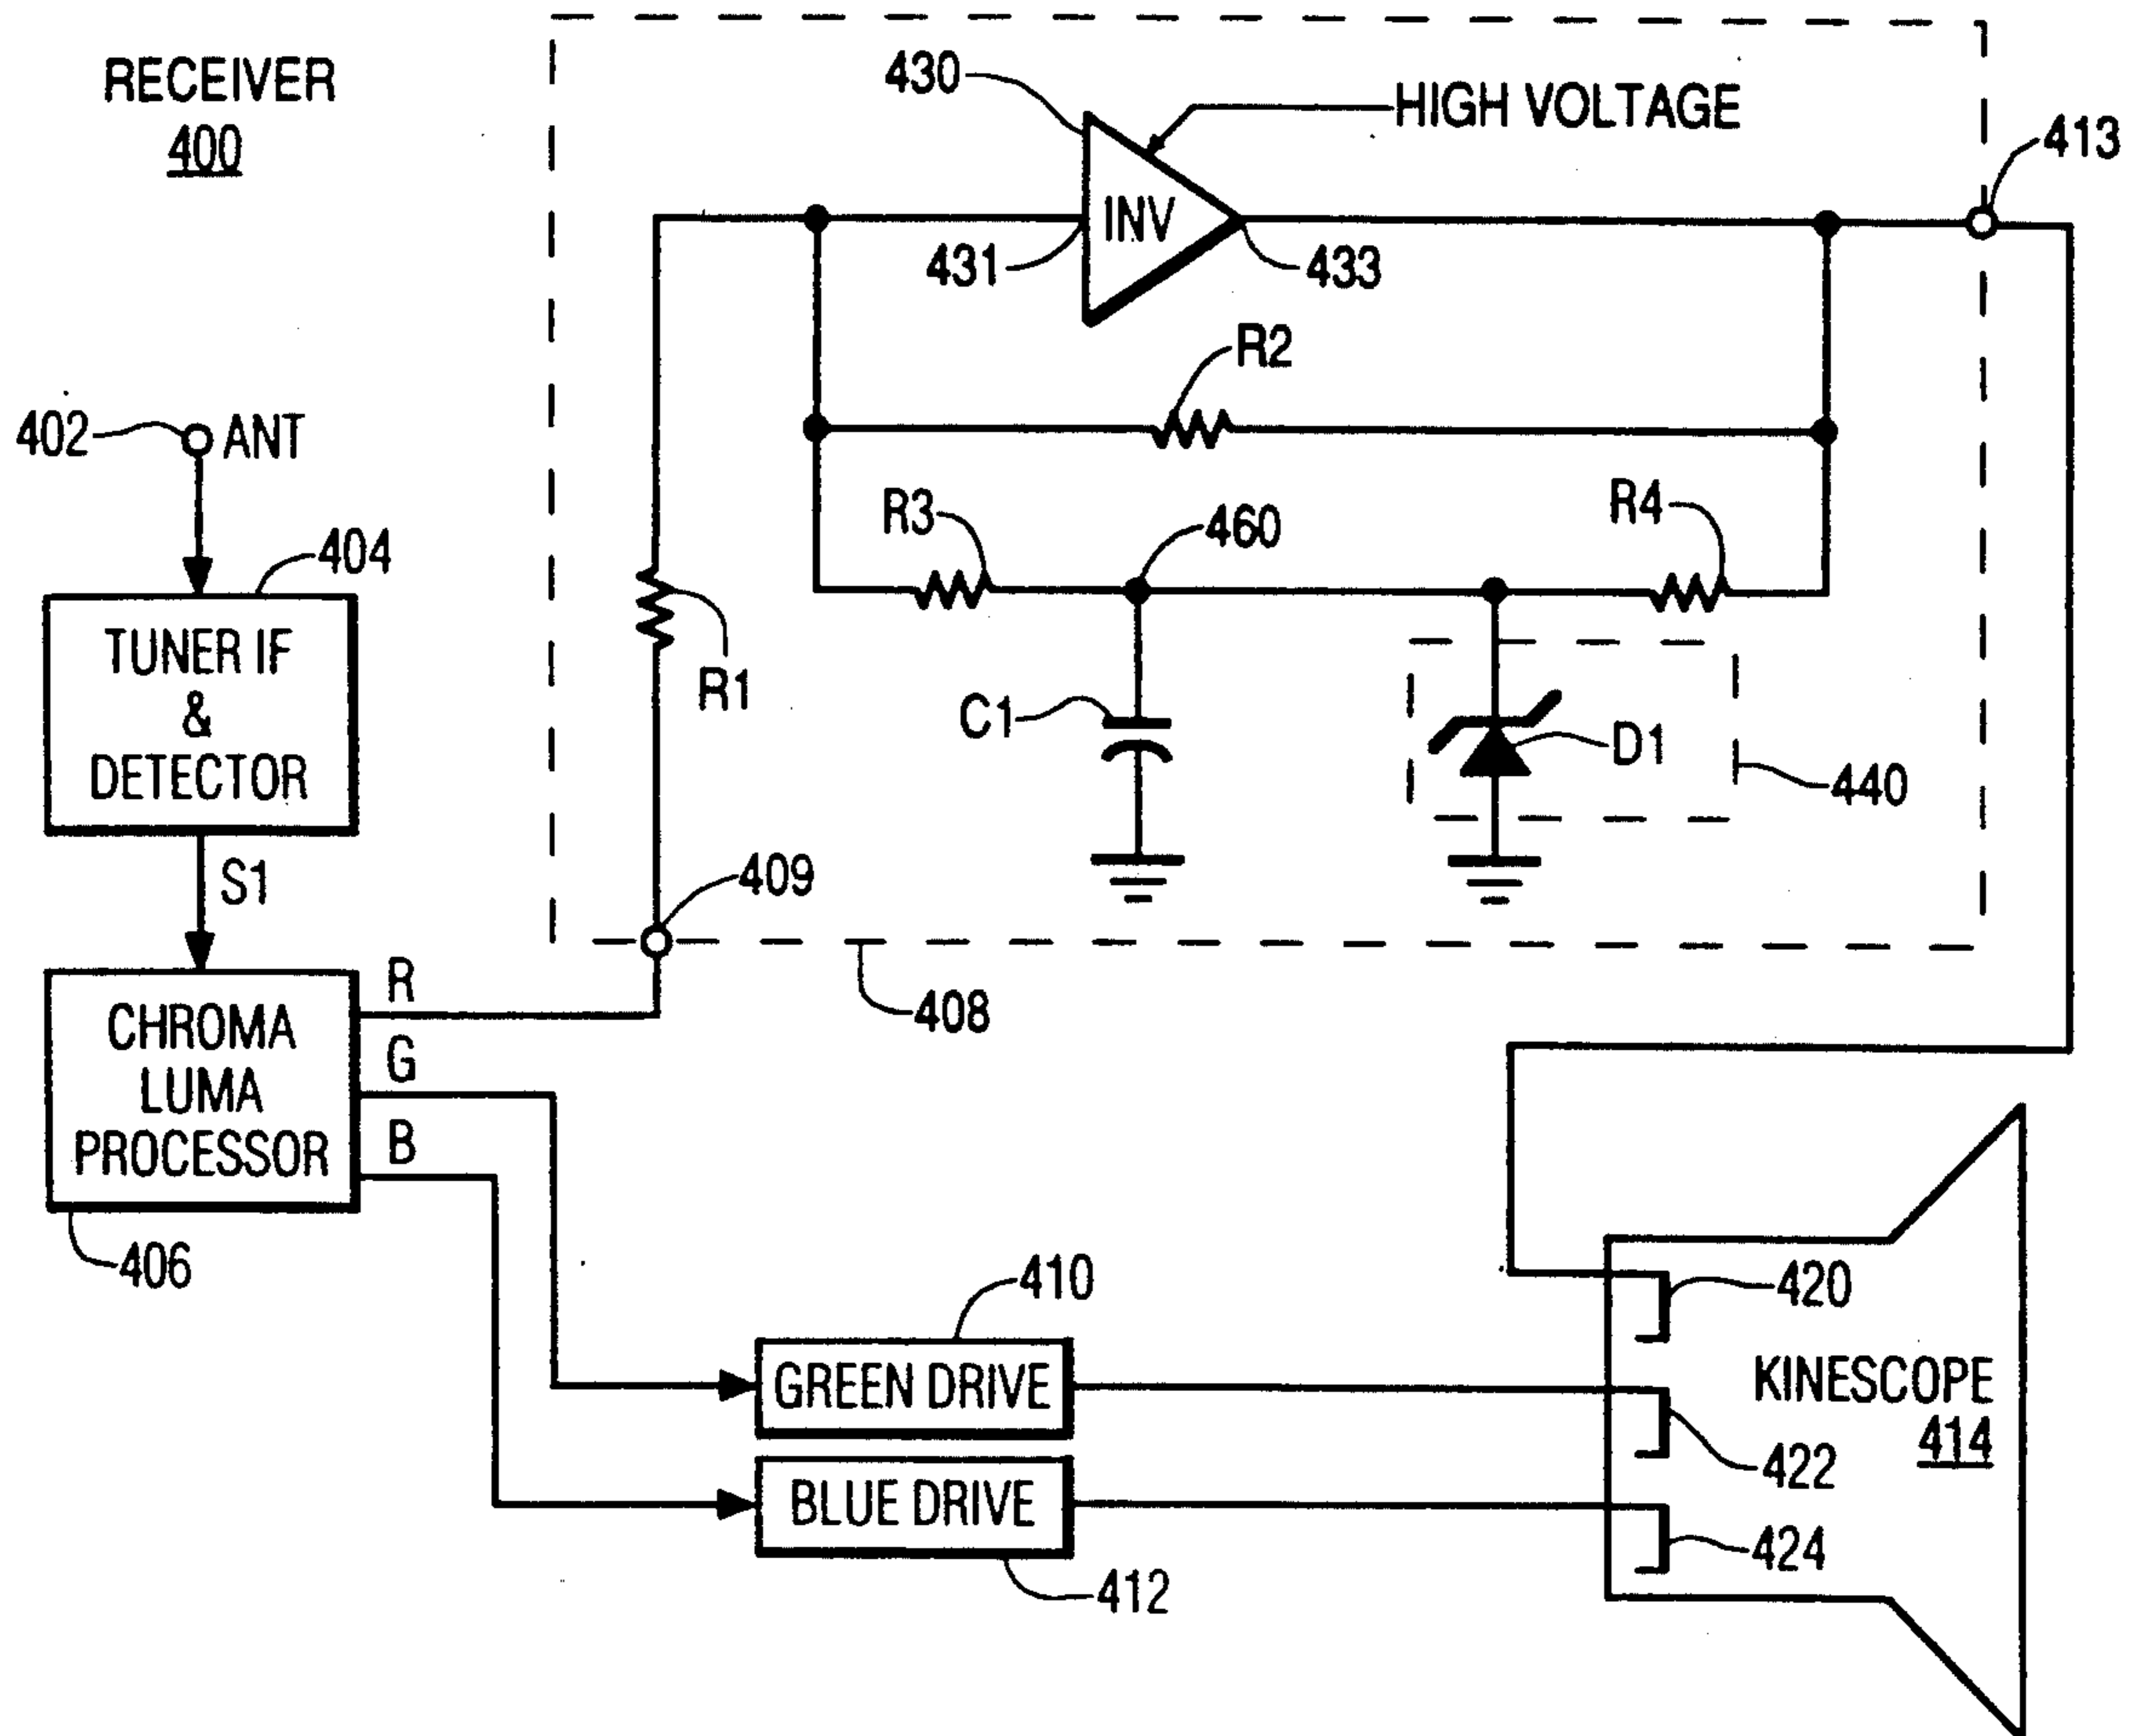 RECEIVER
400
430
HIGH VOLTAGE
413
INV
431
433
R2
402
ANT
R3
460
R4
404
TUNER IF
&
DETECTOR
R1
C1
D1
440
S1
409
R
408
CHROMA
LUMA
PROCESSOR
G
B
406
410
420
GREEN DRIVE
KINESCOPE
414
422
BLUE DRIVE
424
412